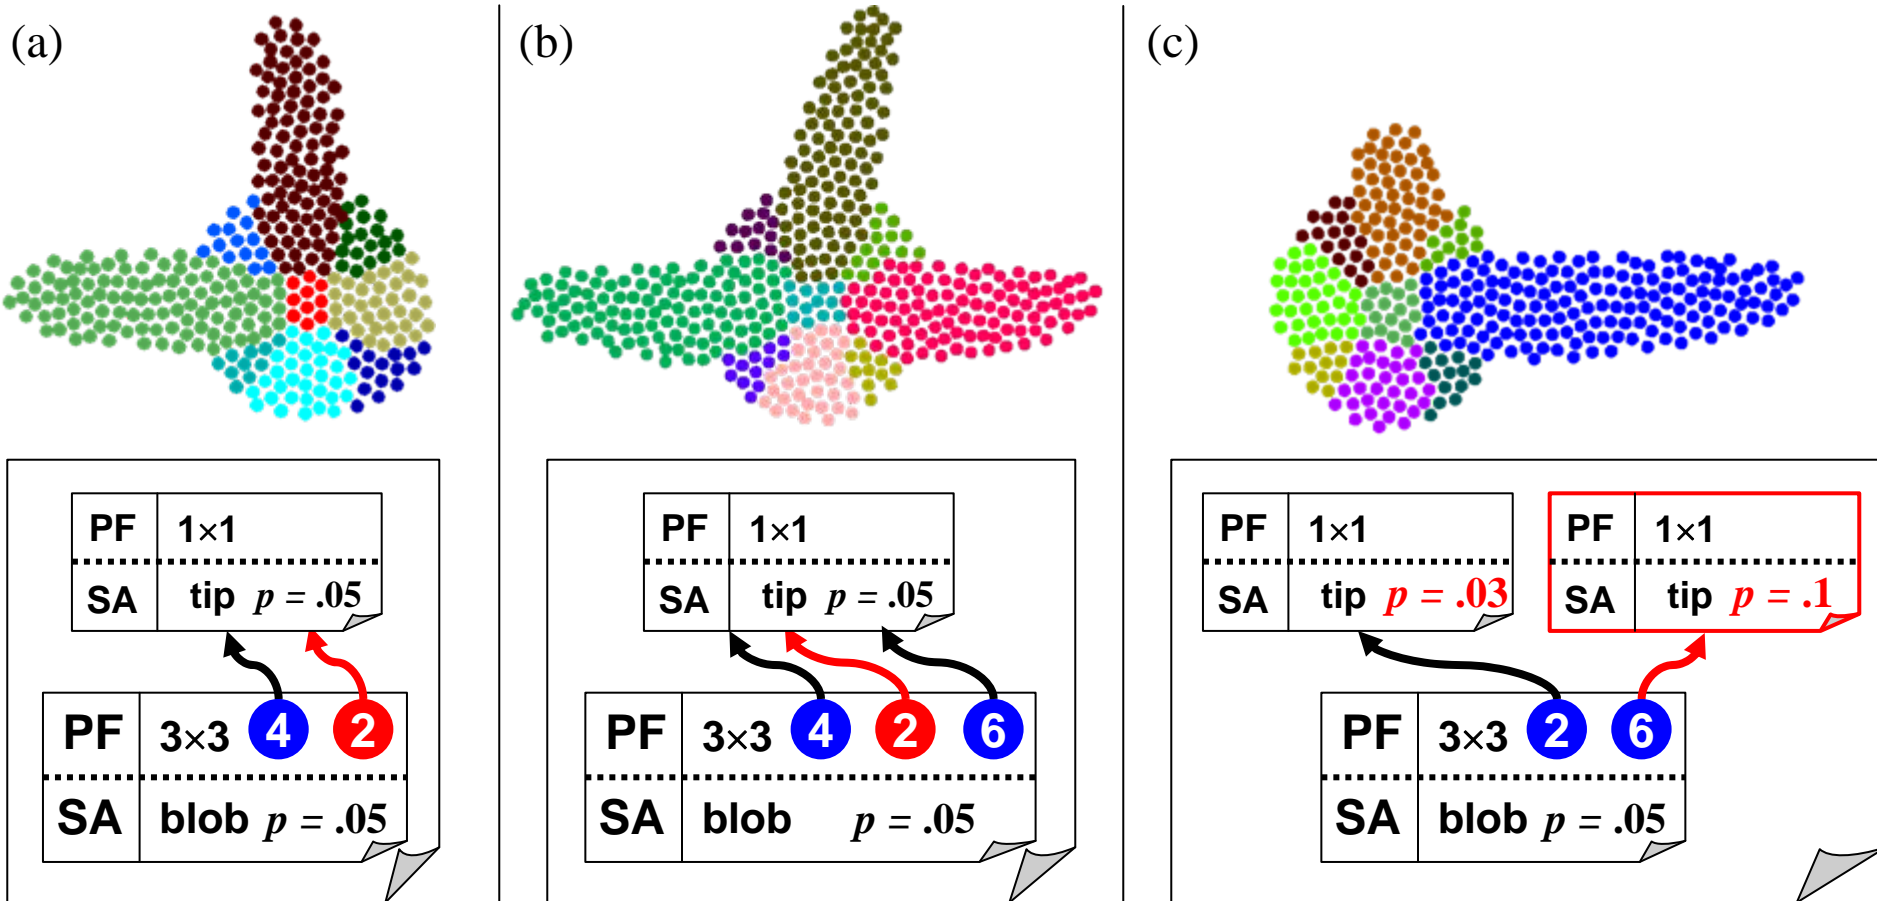 (a)
PF 1×1
SA tip p = .05
PF 3×3 4 2
SA blob p = .05
(b)
PF 1×1
SA tip p = .05
PF 3×3 4 2 6
SA blob p = .05
(c)
PF 1×1
SA tip p = .03
PF 1×1
SA tip p = .1
PF 3×3 2 6
SA blob p = .05